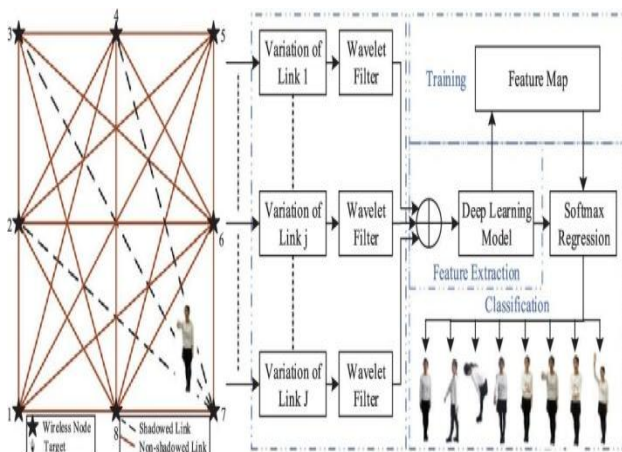 3
4
5
2
6
1
8
7
Wireless Node
Target
Shadowed Link
Non-shadowed Link
Variation of
Link 1
Wavelet
Filter
Variation of
Link j
Wavelet
Filter
Variation of
Link J
Wavelet
Filter
Training
Feature Map
Deep Learning
Model
Softmax
Regression
Feature Extraction
Classification